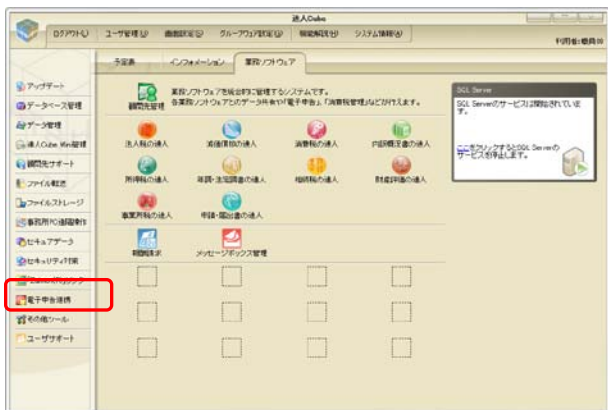 達人Cube
ログアウト(L) ユーザ管理(U) 画面設定(S) グループウェア設定(G) 機能解説(H) システム情報(A)
利用者:職員00
予定表 インフォメーション 業務ソフトウェア
アップデート
データベース管理
データ管理
達人Cube Mini管理
顧問先サポート
ファイル転送
ファイルストレージ
事務所PC遠隔操作
セキュアデータ
セキュリティ対策
電子申告連携
その他ツール
ユーザサポート
顧問先管理
業務ソフトウェアを統合的に管理するシステムです。
各業務ソフトウェアとのデータ共有や「電子申告」、「消費税管理」などが行えます。
法人税の達人 減価償却の達人 消費税の達人 内訳概況書の達人
所得税の達人 年調・法定調書の達人 相続税の達人 財産評価の達人
事業所税の達人 申請・届出書の達人
報酬請求 メッセージボックス管理
SQL Server
SQL Serverのサービスは開始されています。
ここをクリックするとSQL Serverのサービスを停止します。